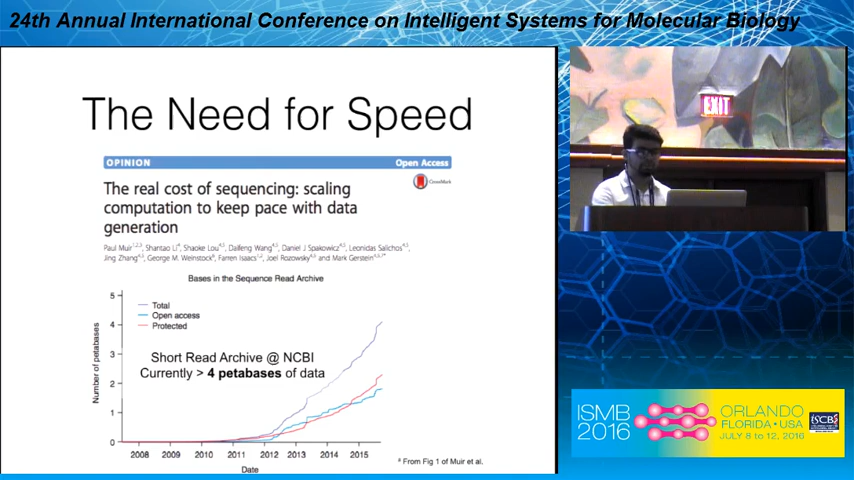 24th Annual International Conference on Intelligent Systems for Molecular Biology
The Need for Speed
OPINION
Open Access
CrossMark
The real cost of sequencing: scaling
computation to keep pace with data
generation
Paul Muir, Shantao Li, Shaoke Lou, Daifeng Wang, Daniel J Spakowicz, Leonidas Salichos,
Jing Zhang, George M. Weinstock, Farren Isaacs, Joel Rozowsky and Mark Gerstein
Bases in the Sequence Read Archive
Number of petabases
5
4
3
2
1
0
Total
Open access
Protected
Short Read Archive @ NCBI
Currently > 4 petabases of data
2008 2009 2010 2011 2012 2013 2014 2015
Date
From Fig 1 of Muir et al.
EXIT
ISMB
2016
ORLANDO
FLORIDA • USA
JULY 8 to 12, 2016
ISCB